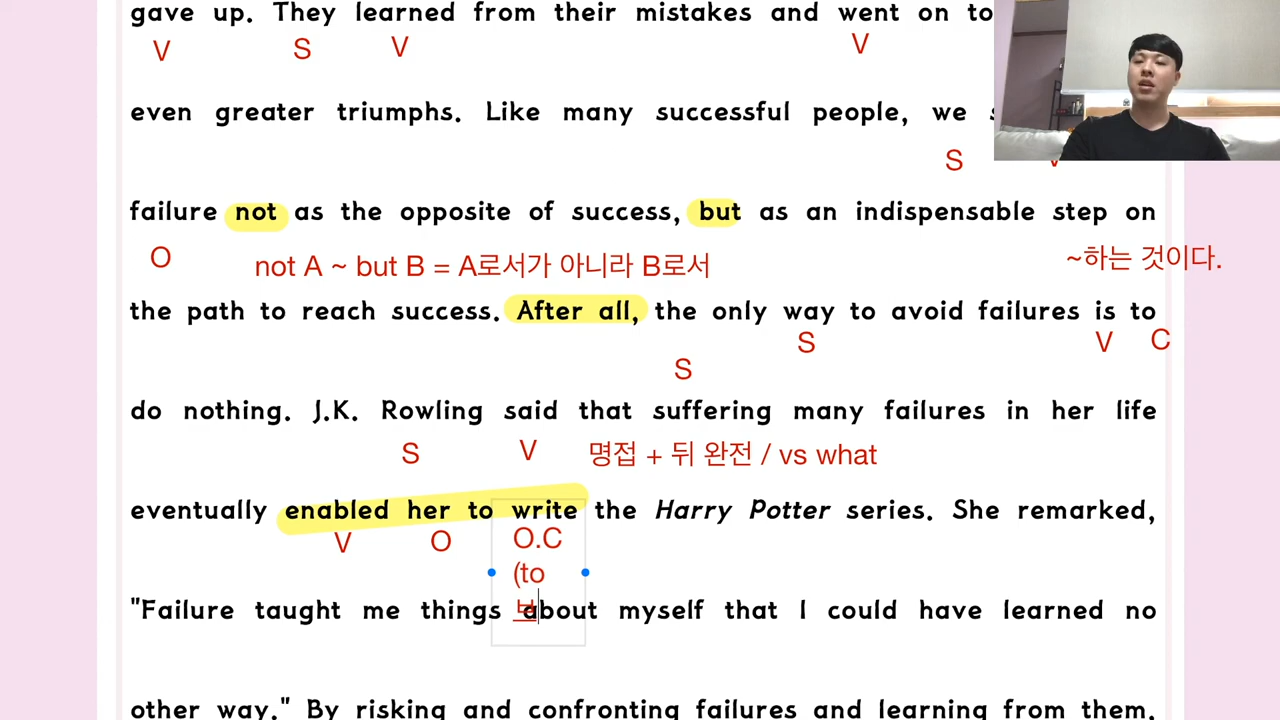 gave up. They learned from their mistakes and went on to
V S V V
even greater triumphs. Like many successful people, we
S
failure not as the opposite of success, but as an indispensable step on
O not A ~ but B = A로서가 아니라 B로서 ~하는 것이다.
the path to reach success. After all, the only way to avoid failures is to
S S V C
do nothing. J.K. Rowling said that suffering many failures in her life
S V 명접 + 뒤 완전 / vs what
eventually enabled her to write the Harry Potter series. She remarked,
V O O.C
(to
"Failure taught me things about myself that I could have learned no
브
other way." By risking and confronting failures and learning from them,